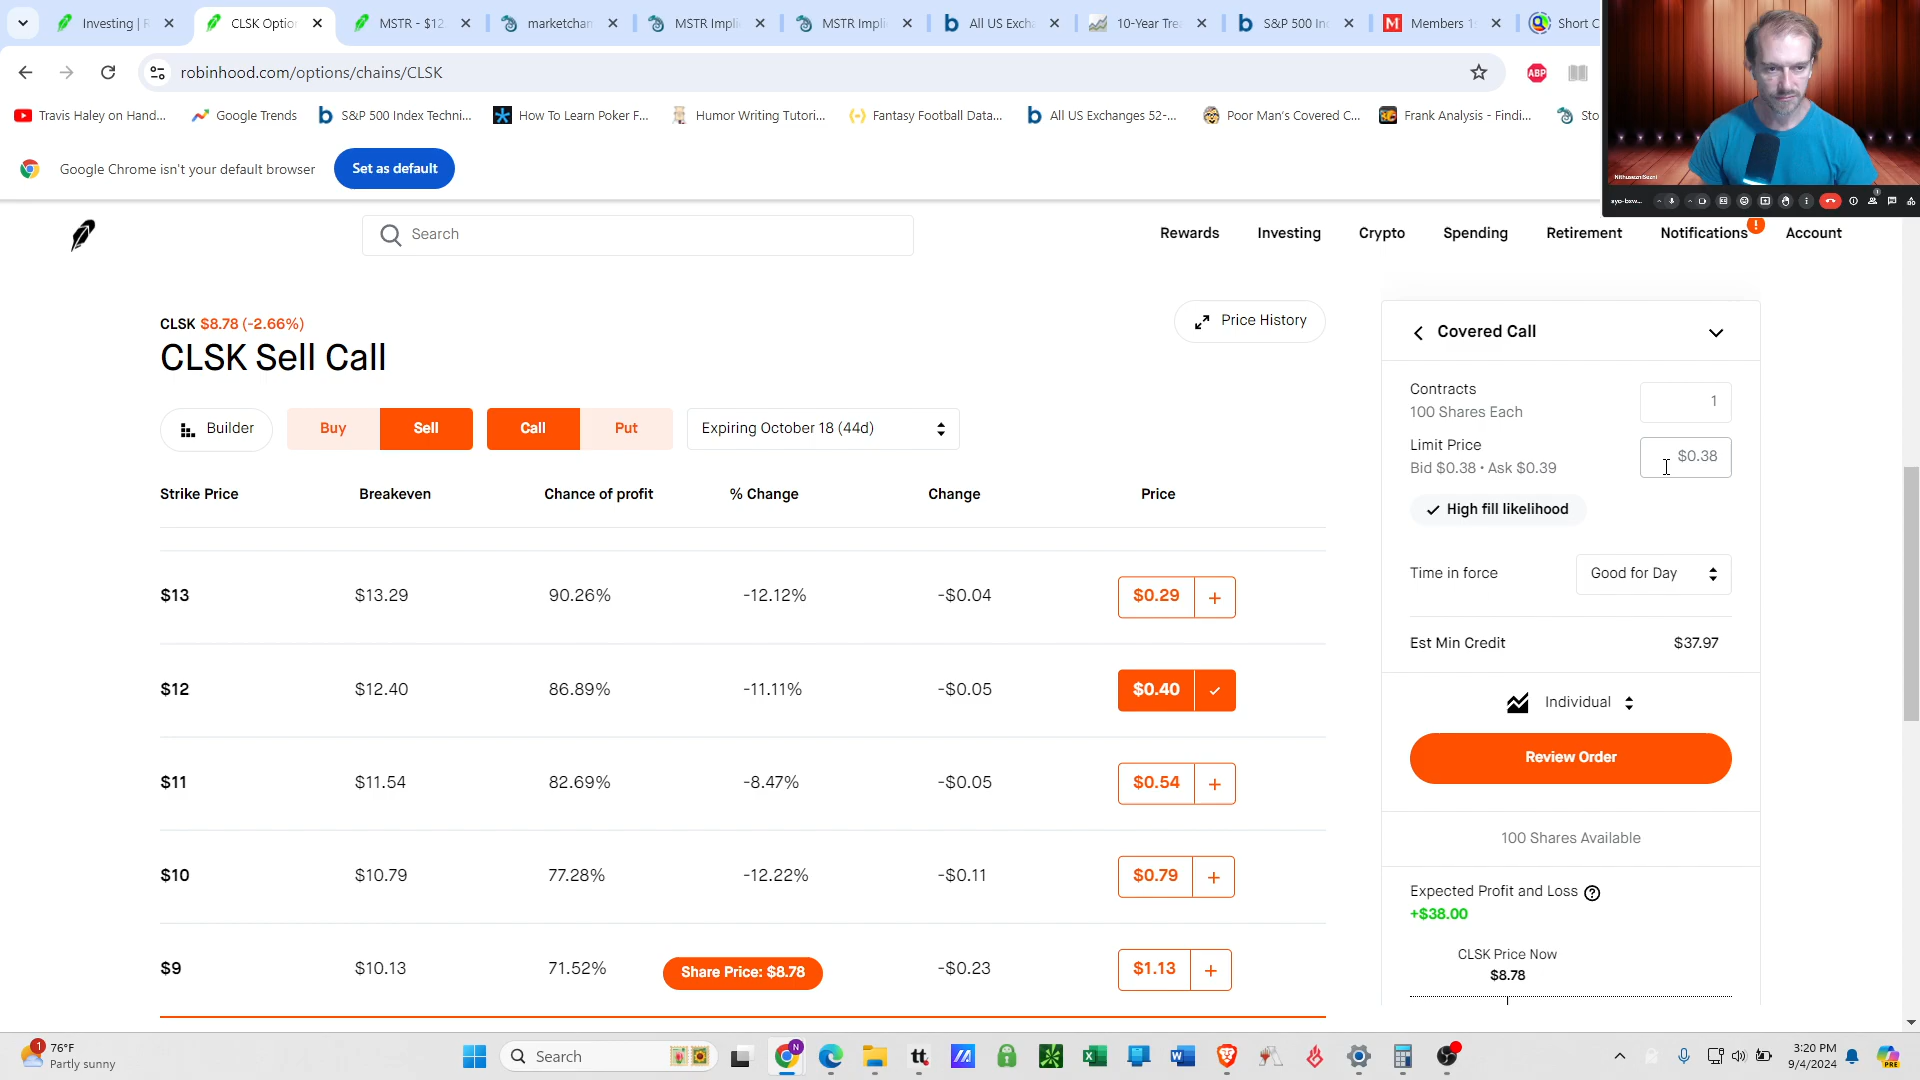 Investing | R
CLSK Option
MSTR - $12
marketcham
MSTR Impli
MSTR Impli
All US Exch
10-Year Tre
S&P 500 In
Members 1
Short C
robinhood.com/options/chains/CLSK
ABP
Travis Haley on Hand...
Google Trends
S&P 500 Index Techni...
How To Learn Poker F...
Humor Writing Tutori...
Fantasy Football Data...
All US Exchanges 52-...
Poor Man's Covered C...
Frank Analysis - Findi...
Sto
Google Chrome isn't your default browser
Set as default
Search
Rewards
Investing
Crypto
Spending
Retirement
Notifications
Account
CLSK $8.78 (-2.66%)
CLSK Sell Call
Price History
Builder
Buy
Sell
Call
Put
Expiring October 18 (44d)
Strike Price Breakeven Chance of profit % Change Change Price
$13 $13.29 90.26% -12.12% -$0.04 $0.29 +
$12 $12.40 86.89% -11.11% -$0.05 $0.40
$11 $11.54 82.69% -8.47% -$0.05 $0.54 +
$10 $10.79 77.28% -12.22% -$0.11 $0.79 +
$9 $10.13 71.52% -$0.23 $1.13 +
Share Price: $8.78
Covered Call
Contracts
100 Shares Each
1
Limit Price
Bid $0.38 • Ask $0.39
$0.38
High fill likelihood
Time in force
Good for Day
Est Min Credit
$37.97
Individual
Review Order
100 Shares Available
Expected Profit and Loss
+$38.00
CLSK Price Now
$8.78
1
76°F
Partly sunny
Search
N
tt
3:20 PM
9/4/2024
PRE